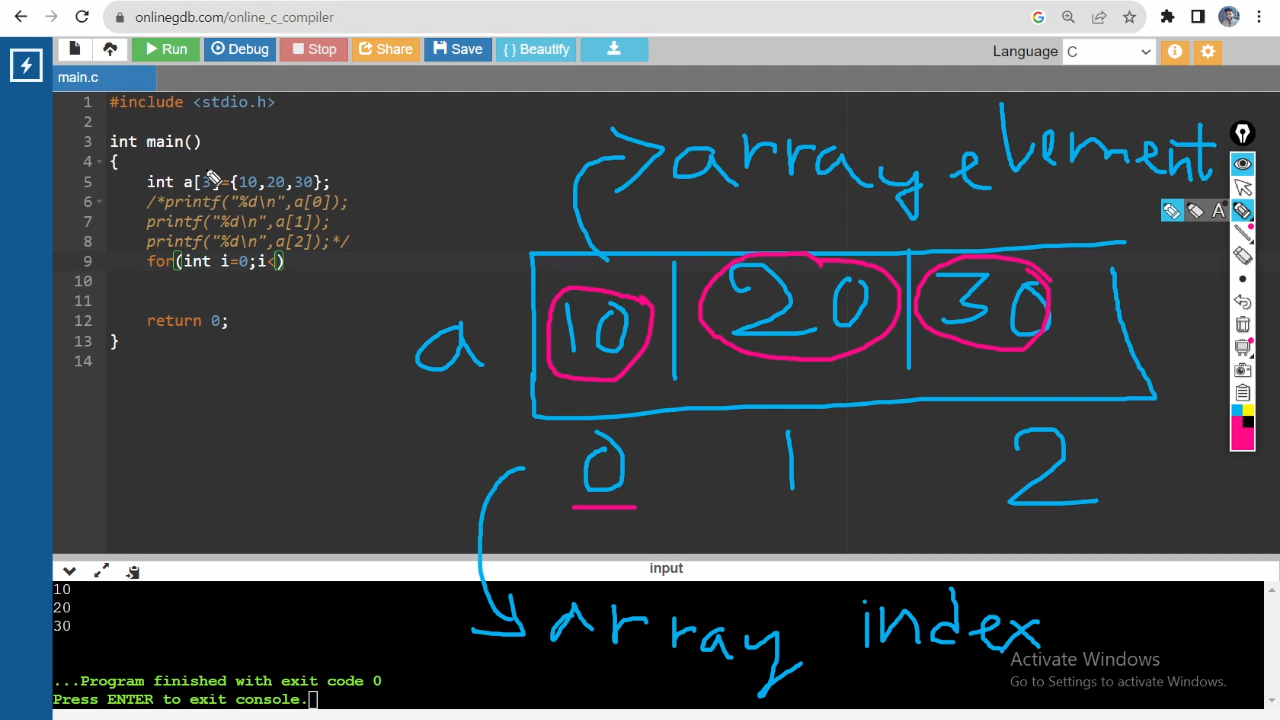 onlinegdb.com/online_c_compiler
Run Debug Stop Share Save { } Beautify Language C
main.c
1 #include <stdio.h>
2
3 int main()
4 {
5 int a[3]={10,20,30};
6 /*printf("%d\n",a[0]);
7 printf("%d\n",a[1]);
8 printf("%d\n",a[2]);*/
9 for(int i=0;i<)
10
11
12 return 0;
13 }
14
array element
a 10 20 30
0 1 2
array index
A
input
10
20
30
...Program finished with exit code 0
Press ENTER to exit console.
Activate Windows
Go to Settings to activate Windows.